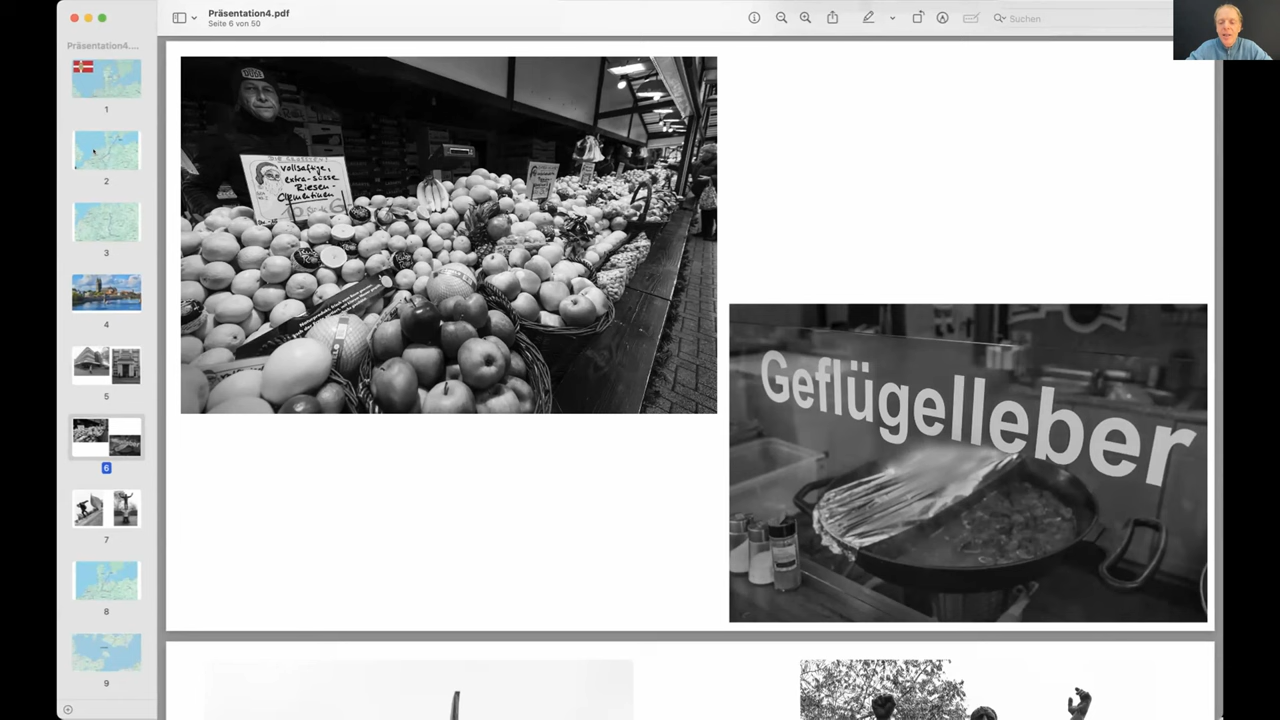 Präsentation4.pdf
Seite 6 von 50
Suchen
Präsentation4....
1
2
3
4
5
6
7
8
9
vollsaftige,
extra-süsse
Riesen-
Clementinen
Geflügelleber